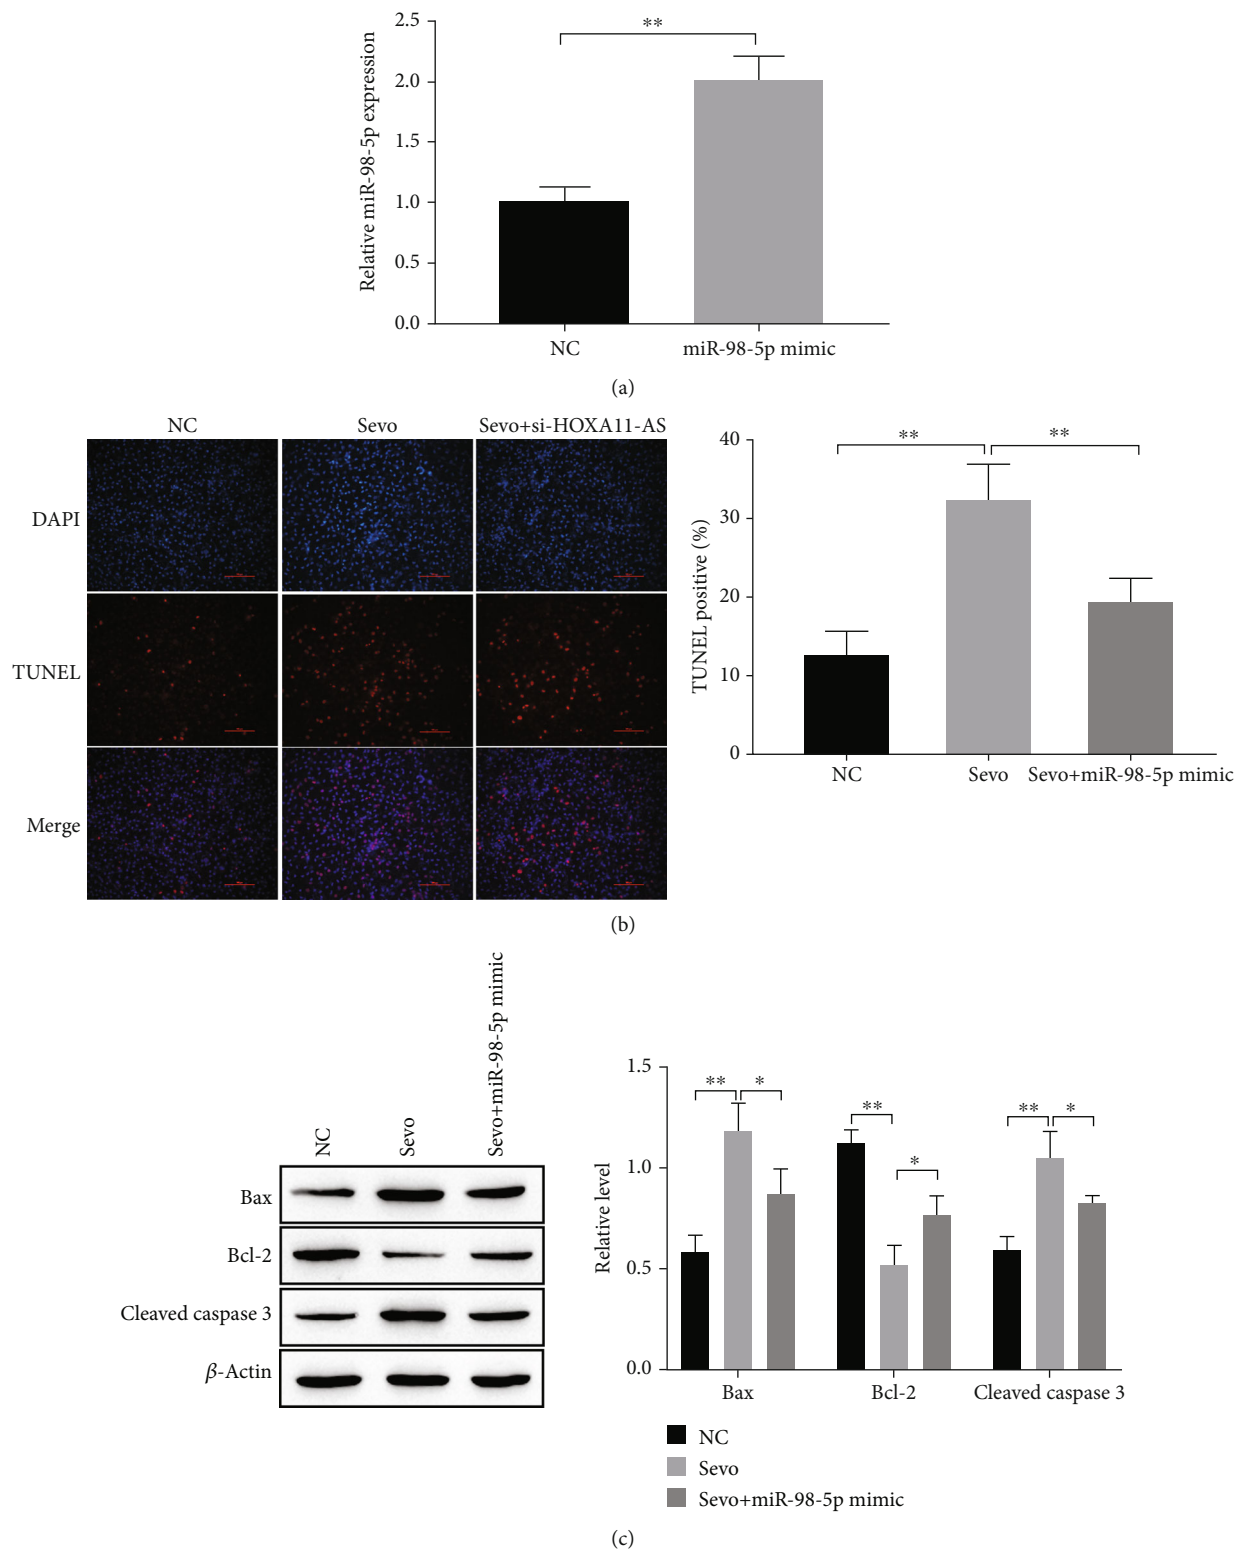 Relative miR-98-5p expression
2.5
2.0
1.5
1.0
0.5
0.0
**
NC
miR-98-5p mimic
(a)
NC
Sevo
Sevo+si-HOXA11-AS
DAPI
TUNEL
Merge
TUNEL positive (%)
40
30
20
10
0
**
**
NC
Sevo
Sevo+miR-98-5p mimic
(b)
NC
Sevo
Sevo+miR-98-5p mimic
Bax
Bcl-2
Cleaved caspase 3
β-Actin
Relative level
1.5
1.0
0.5
0.0
**
*
**
*
**
*
Bax
Bcl-2
Cleaved caspase 3
NC
Sevo
Sevo+miR-98-5p mimic
(c)